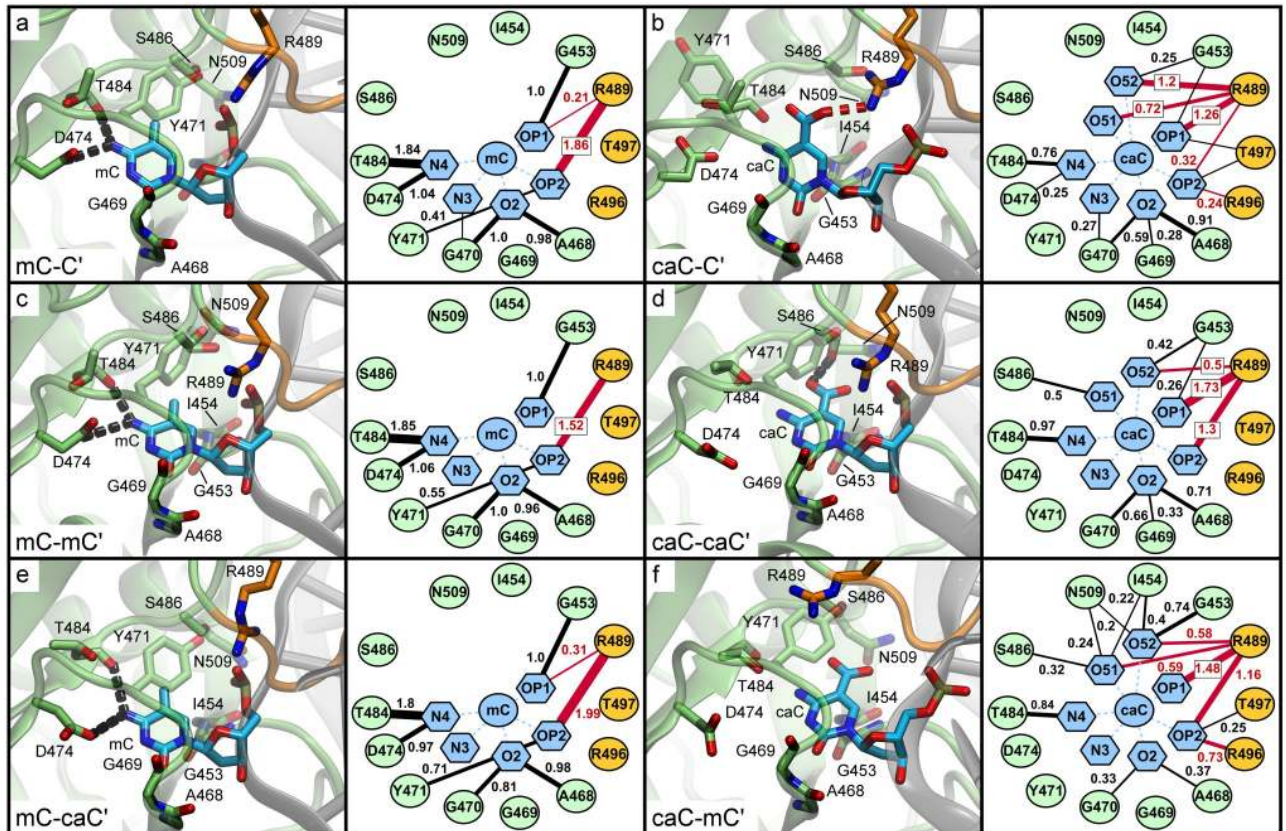 a
R489
S486
N509
T484
D474
Y471
mC
G469
A468
mC-C'
I454
N509
G453
R489
S486
1.0
0.21
OP1
T497
1.86
T484
1.84
N4
mC
OP2
D474
1.04
N3
O2
R496
0.41
Y471
1.0
0.98
G470
G469
A468
b
Y471
S486
R489
T484
N509
I454
caC
D474
G469
G453
A468
caC-C'
I454
N509
G453
0.25
R489
O52
1.2
S486
0.72
O51
1.26
OP1
T497
T484
0.76
N4
caC
0.32
OP2
D474
0.25
N3
O2
0.24
R496
0.27
0.91
Y471
0.59
0.28
G470
G469
A468
c
N509
S486
Y471
T484
R489
I454
mC
D474
G469
G453
A468
mC-mC'
I454
N509
G453
R489
S486
1.0
OP1
1.52
T497
T484
1.85
N4
mC
OP2
D474
1.06
N3
O2
R496
0.55
Y471
1.0
0.96
G470
G469
A468
d
S486
N509
Y471
R489
T484
caC
I454
D474
G469
G453
A468
caC-caC'
I454
N509
G453
0.42
R489
O52
0.5
S486
0.26
1.73
0.5
O51
OP1
1.3
T497
T484
0.97
N4
caC
OP2
D474
N3
O2
R496
0.71
Y471
0.66
0.33
G470
G469
A468
e
R489
S486
T484
Y471
N509
I454
D474
mC
G469
G453
A468
mC-caC'
I454
N509
G453
R489
S486
1.0
0.31
OP1
T497
T484
1.8
N4
mC
1.99
OP2
D474
0.97
N3
O2
R496
0.71
0.98
Y471
0.81
G470
G469
A468
f
R489
S486
Y471
N509
T484
I454
D474
caC
G469
G453
A468
caC-mC'
I454
N509
0.22
0.74
G453
0.2
0.4
R489
O52
0.58
S486
0.24
0.32
O51
0.59
1.48
OP1
1.16
T497
T484
0.84
N4
caC
OP2
0.25
D474
N3
O2
0.73
R496
0.33
0.37
Y471
G470
G469
A468